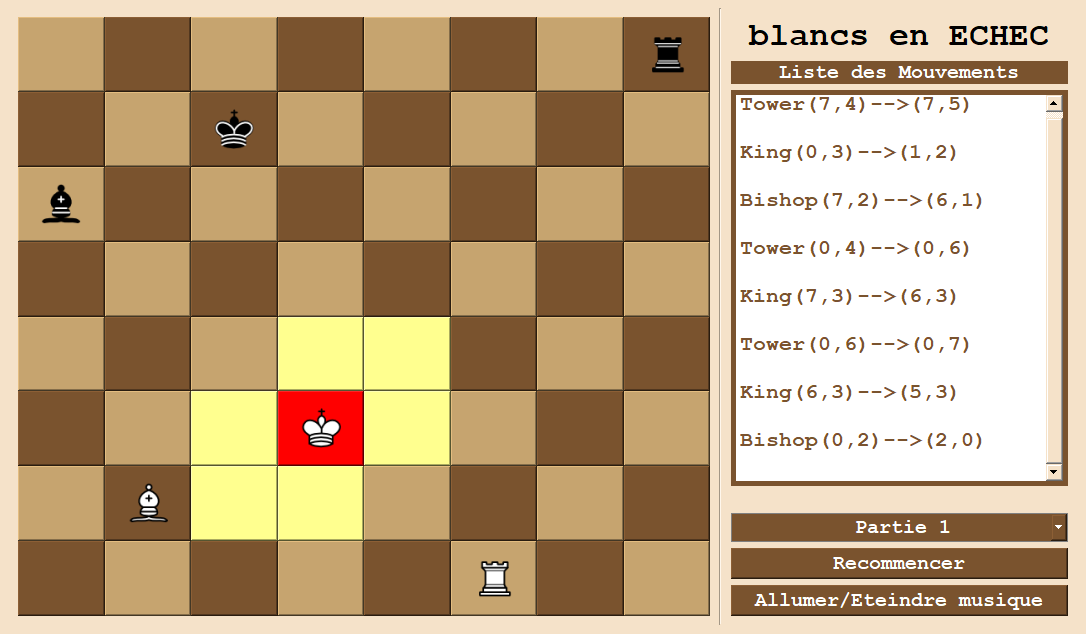 blancs en ECHEC
Liste des Mouvements
Tower(7,4)-->(7,5)
King(0,3)-->(1,2)
Bishop(7,2)-->(6,1)
Tower(0,4)-->(0,6)
King(7,3)-->(6,3)
Tower(0,6)-->(0,7)
King(6,3)-->(5,3)
Bishop(0,2)-->(2,0)
Partie 1
Recommencer
Allumer/Eteindre musique